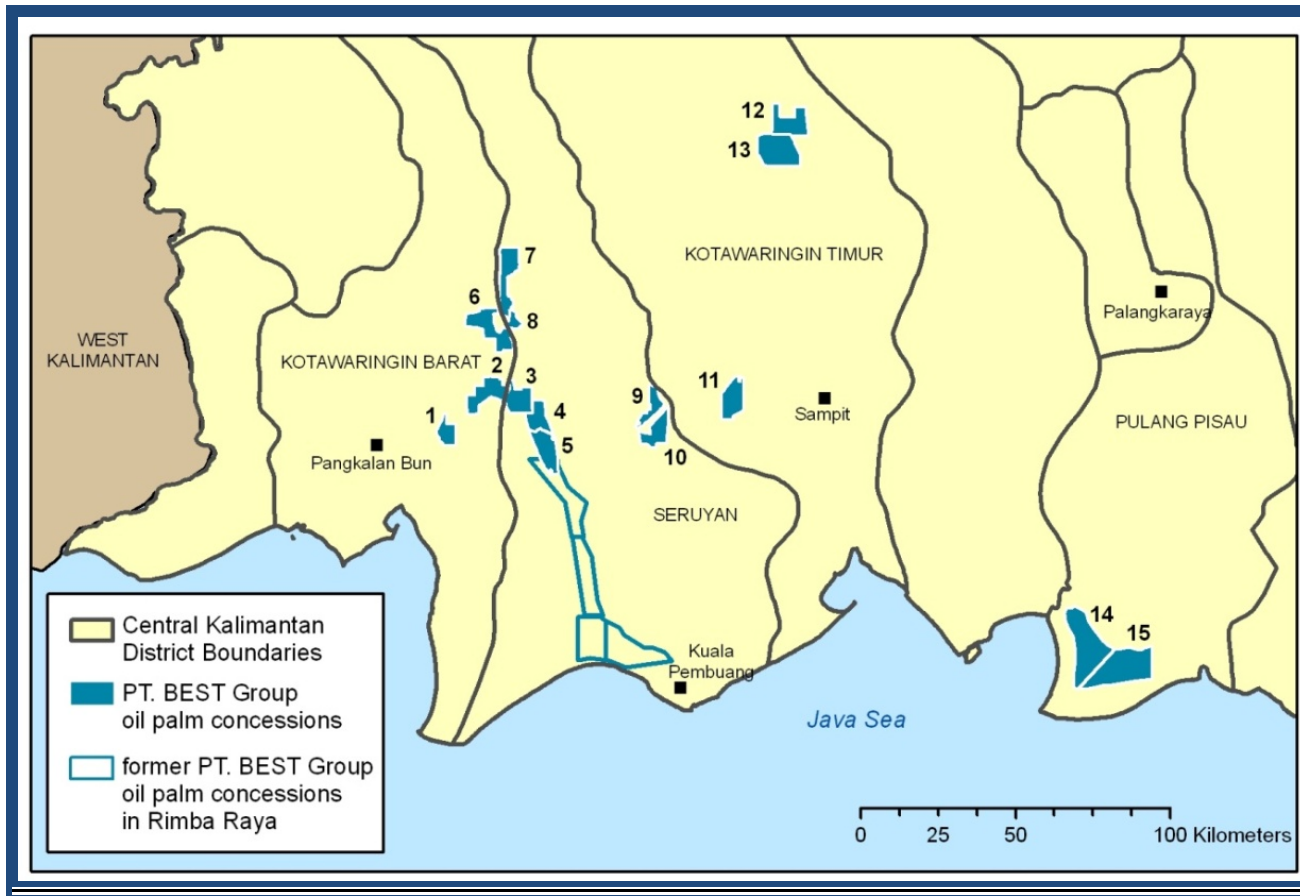 12
13
KOTAWARINGIN TIMUR
7
6
8
Palangkaraya
WEST
KALIMANTAN
KOTAWARINGIN BARAT
2
3
1
4
5
9
10
11
Sampit
Pangkalan Bun
PULANG PISAU
SERUYAN
14
15
Kuala
Pembuang
Java Sea
Central Kalimantan
District Boundaries
PT. BEST Group
oil palm concessions
former PT. BEST Group
oil palm concessions
in Rimba Raya
0 25 50 100 Kilometers